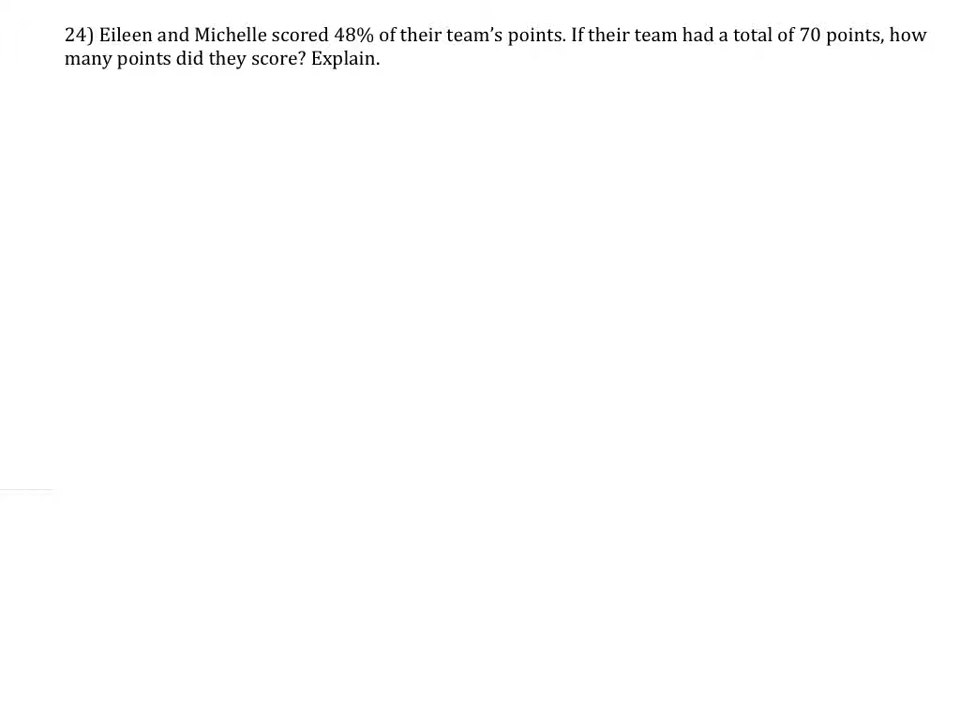 24) Eileen and Michelle scored 48% of their team’s points. If their team had a total of 70 points, how
many points did they score? Explain.